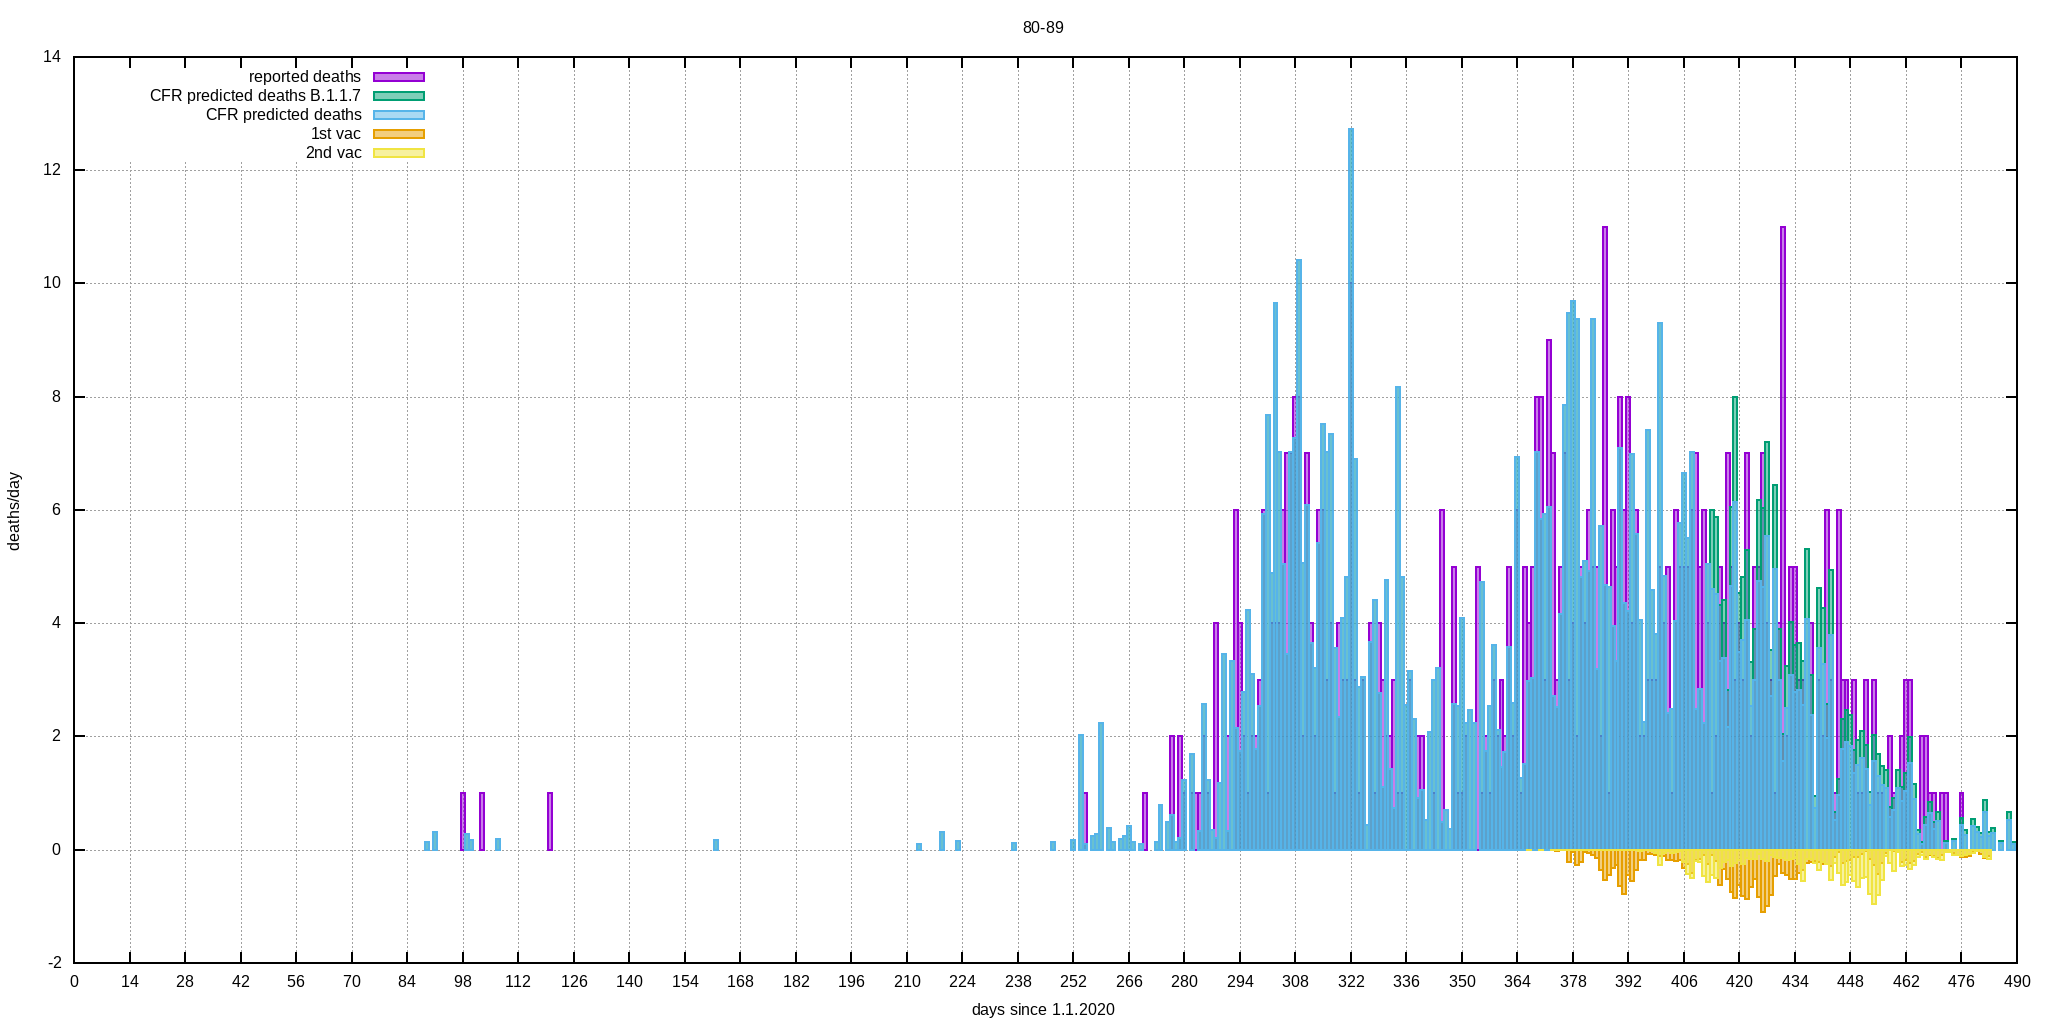 80-89
reported deaths
CFR predicted deaths B.1.1.7
CFR predicted deaths
1st vac
2nd vac
14
12
10
8
6
4
2
0
-2
deaths/day
0 14 28 42 56 70 84 98 112 126 140 154 168 182 196 210 224 238 252 266 280 294 308 322 336 350 364 378 392 406 420 434 448 462 476 490
days since 1.1.2020